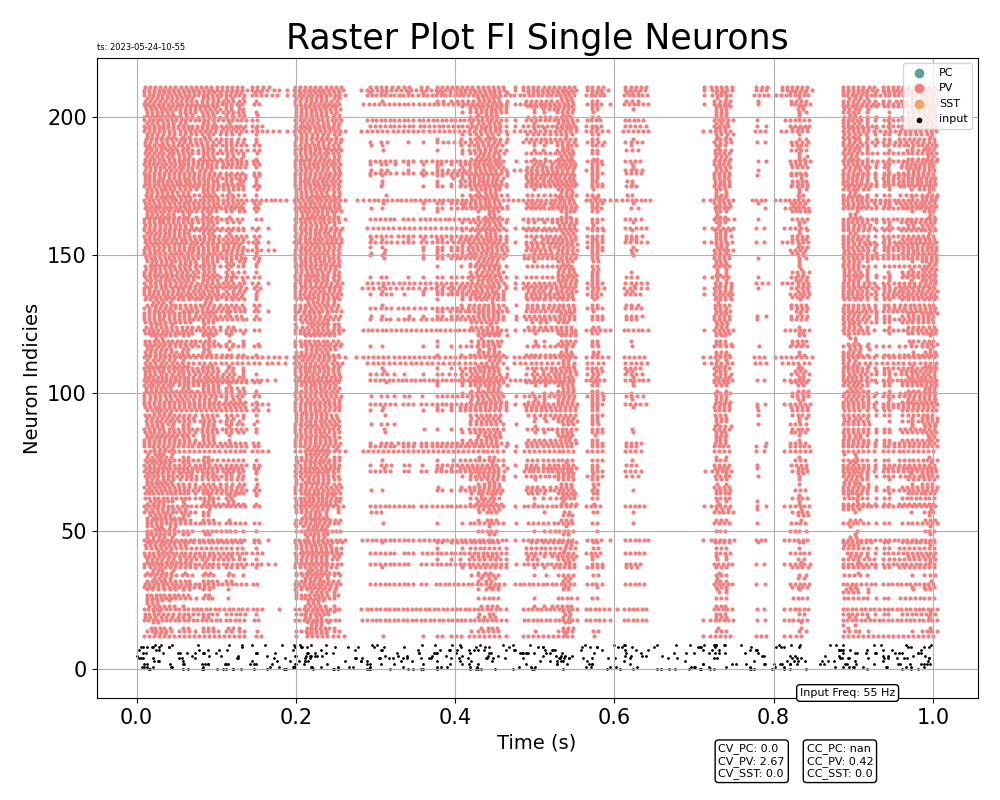 Raster Plot FI Single Neurons
ts: 2023-05-24-10-55
PC
PV
SST
input
Neuron Indicies
200
150
100
50
0
0.0 0.2 0.4 0.6 0.8 1.0
Time (s)
Input Freq: 55 Hz
CV_PC: 0.0
CV_PV: 2.67
CV_SST: 0.0
CC_PC: nan
CC_PV: 0.42
CC_SST: 0.0